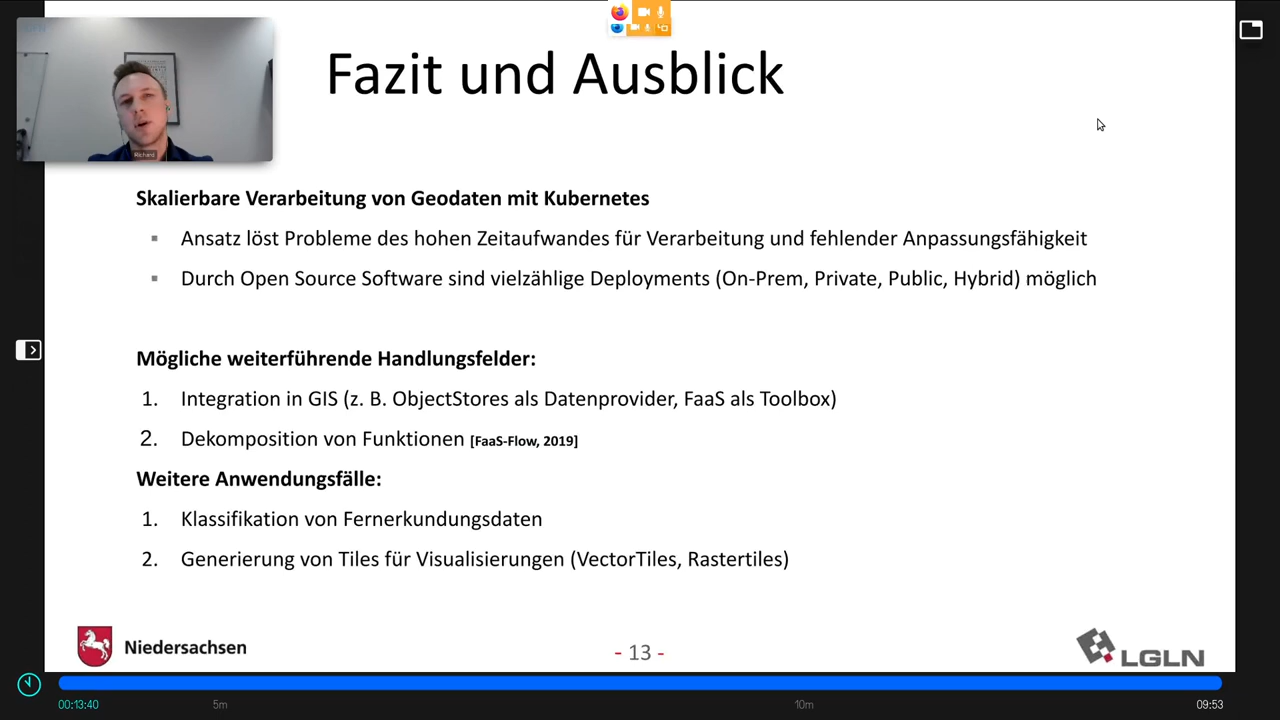 Fazit und Ausblick
Richard
Skalierbare Verarbeitung von Geodaten mit Kubernetes
▪ Ansatz löst Probleme des hohen Zeitaufwandes für Verarbeitung und fehlender Anpassungsfähigkeit
▪ Durch Open Source Software sind vielzählige Deployments (On-Prem, Private, Public, Hybrid) möglich
Mögliche weiterführende Handlungsfelder:
1. Integration in GIS (z. B. ObjectStores als Datenprovider, FaaS als Toolbox)
2. Dekomposition von Funktionen [FaaS-Flow, 2019]
Weitere Anwendungsfälle:
1. Klassifikation von Fernerkundungsdaten
2. Generierung von Tiles für Visualisierungen (VectorTiles, Rastertiles)
Niedersachsen
- 13 -
LGLN
00:13:40 5m 10m 09:53